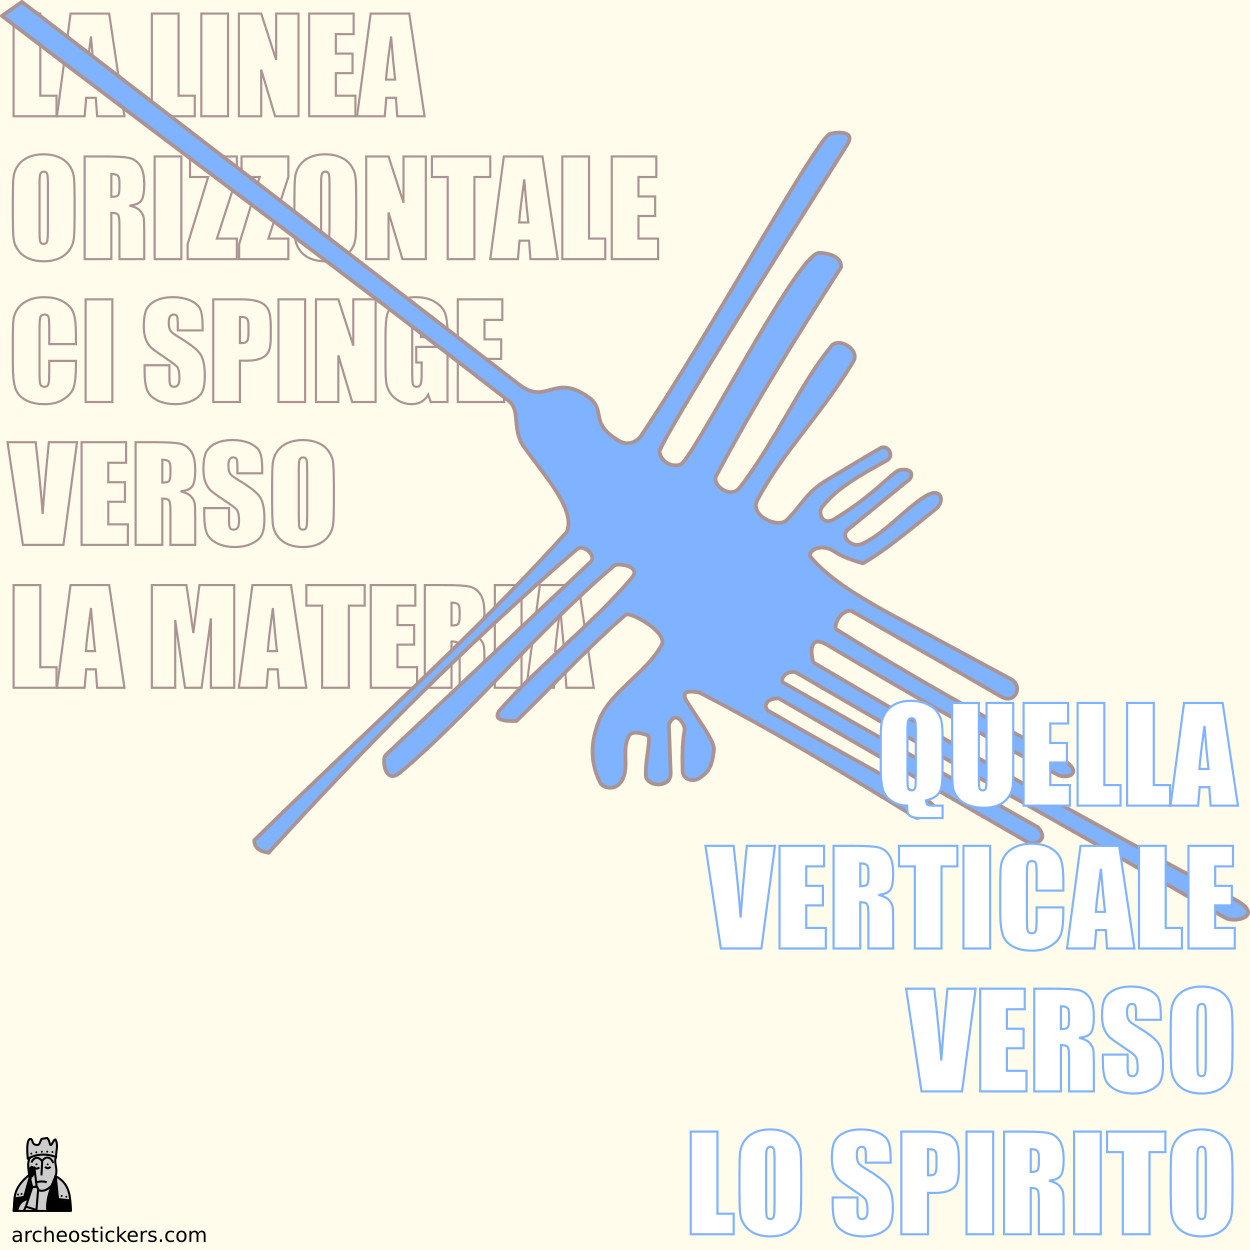 LA LINEA
ORIZZONTALE
CI SPINGE
VERSO
LA MATERIA
QUELLA
VERTICALE
VERSO
LO SPIRITO
archeostickers.com